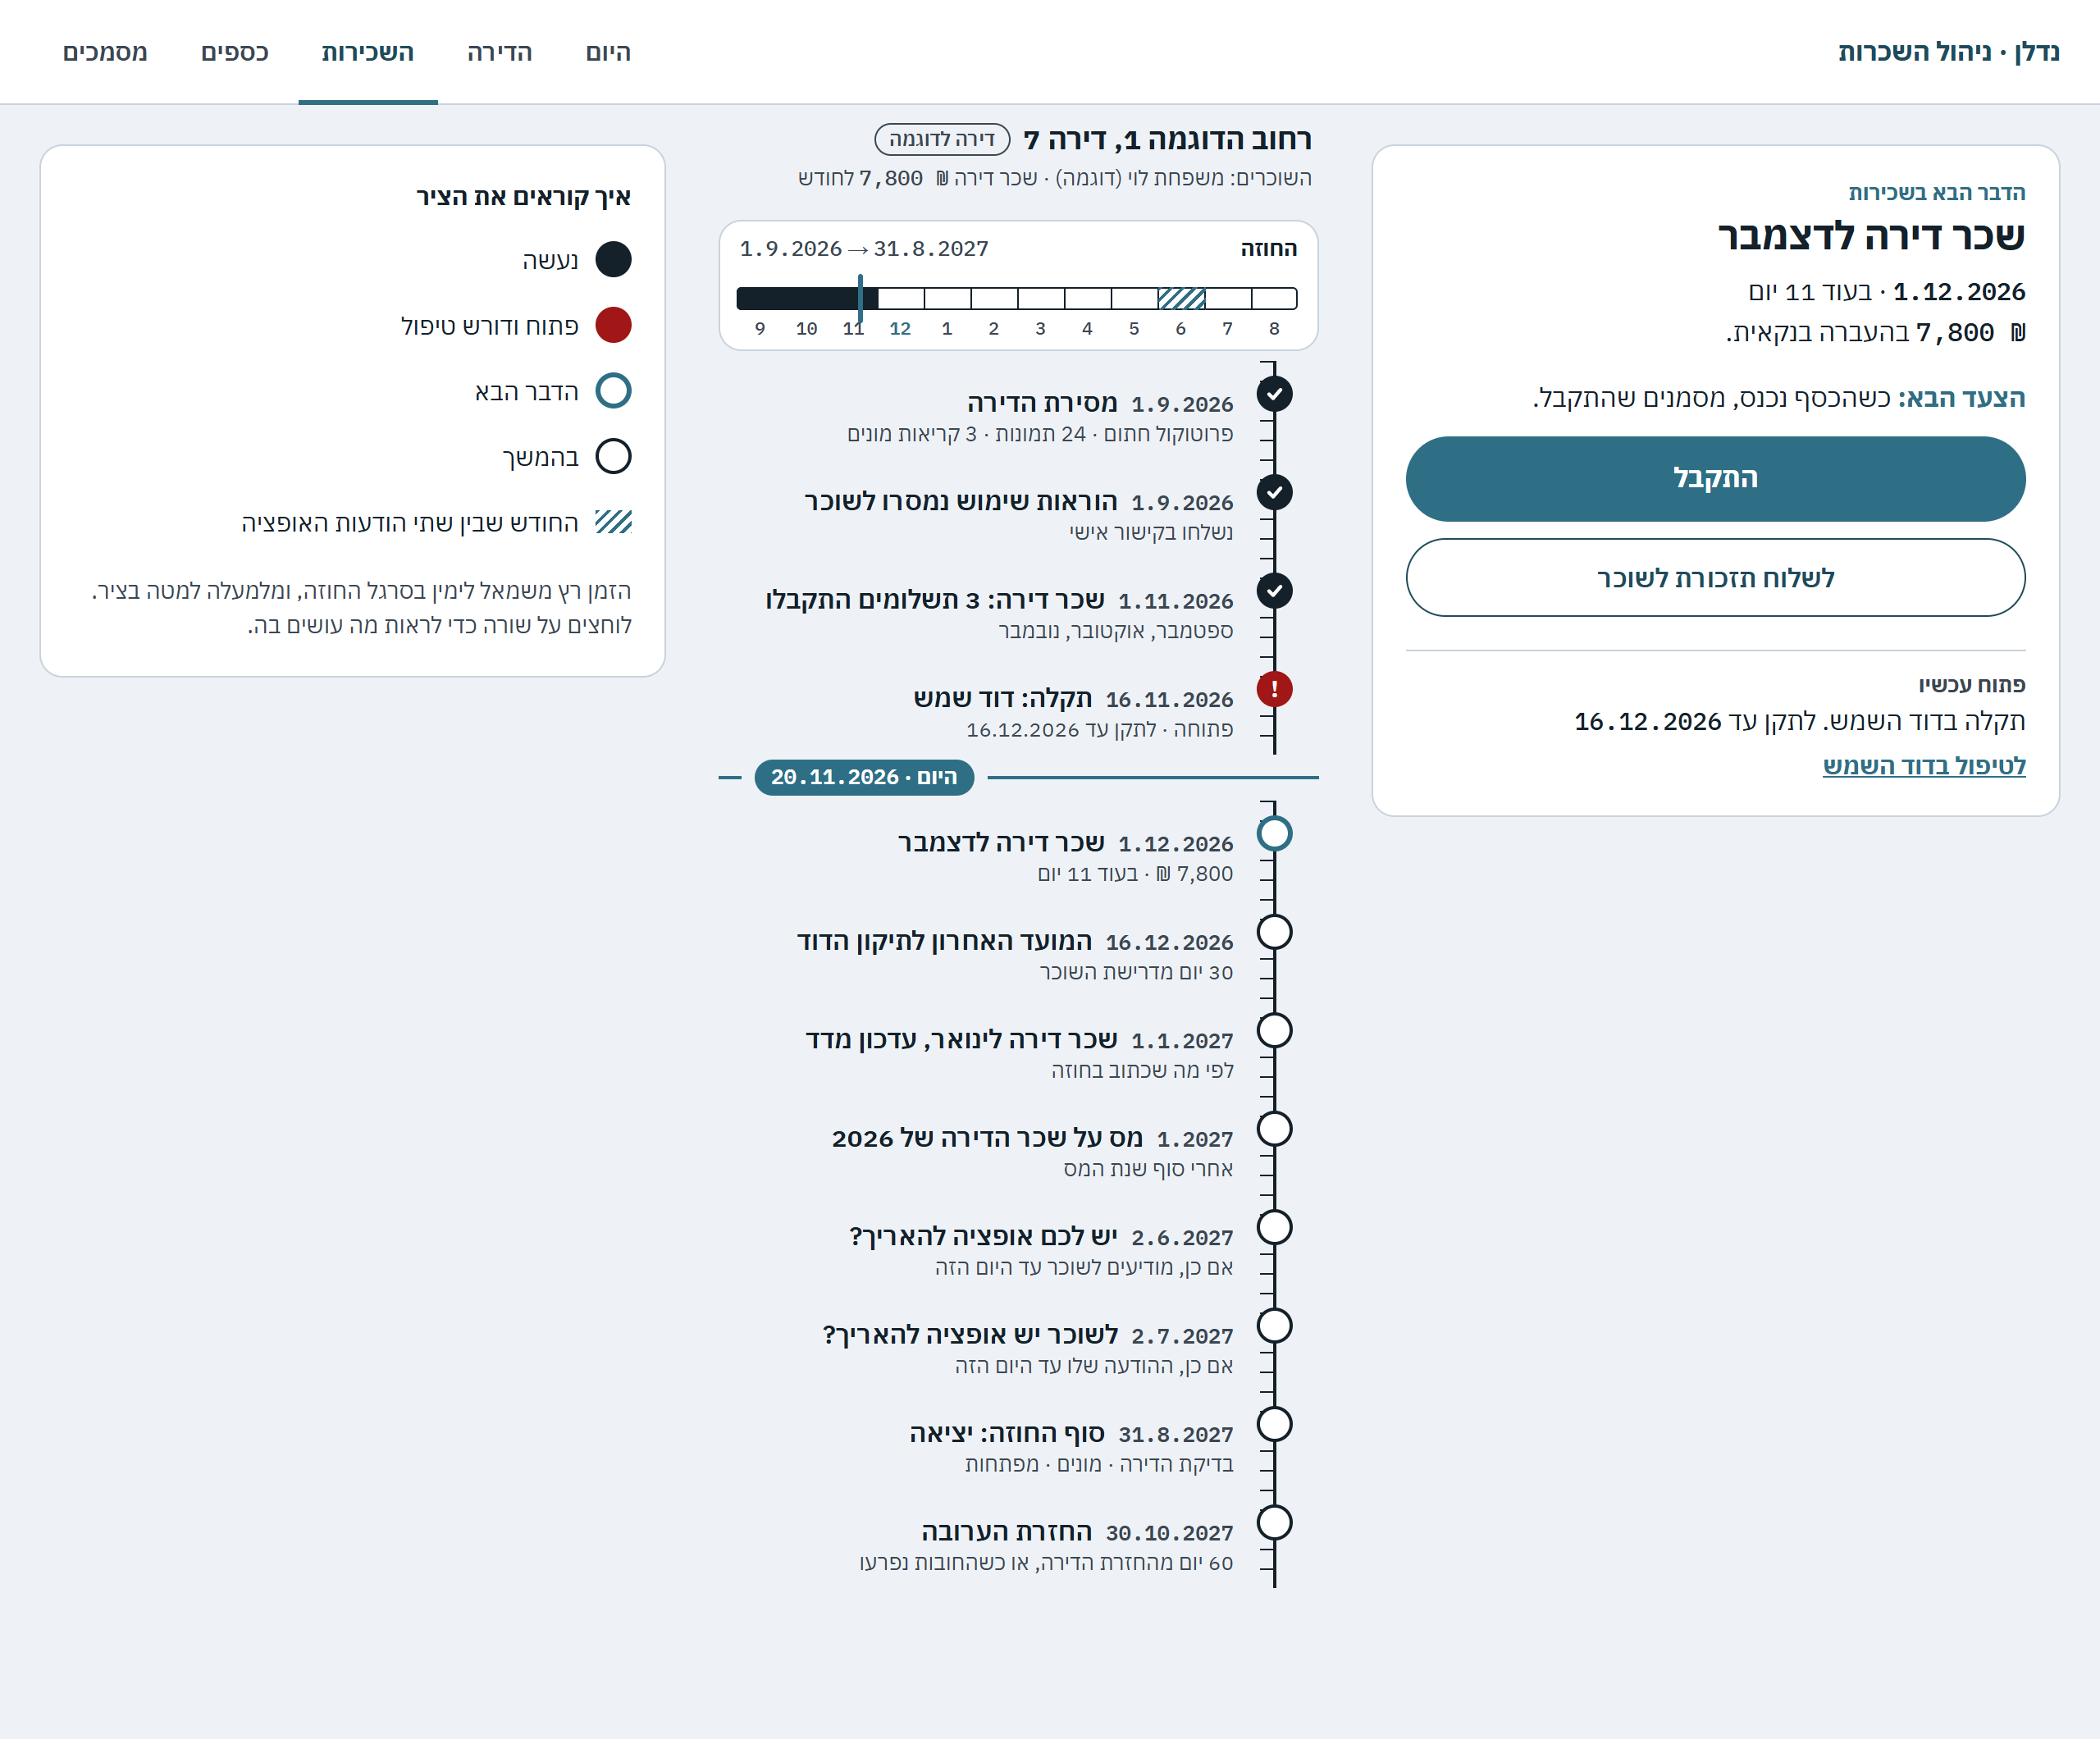 נדלן · ניהול השכרות
היום
הדירה
השכירות
כספים
מסמכים
הדבר הבא בשכירות
שכר דירה לדצמבר
1.12.2026 · בעוד 11 יום
₪ 7,800 בהעברה בנקאית.
הצעד הבא: כשהכסף נכנס, מסמנים שהתקבל.
התקבל
לשלוח תזכורת לשוכר
פתוח עכשיו
תקלה בדוד השמש. לתקן עד 16.12.2026
לטיפול בדוד השמש
רחוב הדוגמה 1, דירה 7 דירה לדוגמה
השוכרים: משפחת לוי (דוגמה) · שכר דירה ₪ 7,800 לחודש
החוזה 1.9.2026 → 31.8.2027
9 10 11 12 1 2 3 4 5 6 7 8
1.9.2026 מסירת הדירה
פרוטוקול חתום · 24 תמונות · 3 קריאות מונים
1.9.2026 הוראות שימוש נמסרו לשוכר
נשלחו בקישור אישי
1.11.2026 שכר דירה: 3 תשלומים התקבלו
ספטמבר, אוקטובר, נובמבר
!
16.11.2026 תקלה: דוד שמש
פתוחה · לתקן עד 16.12.2026
היום · 20.11.2026
1.12.2026 שכר דירה לדצמבר
7,800 ₪ · בעוד 11 יום
16.12.2026 המועד האחרון לתיקון הדוד
30 יום מדרישת השוכר
1.1.2027 שכר דירה לינואר, עדכון מדד
לפי מה שכתוב בחוזה
1.2027 מס על שכר הדירה של 2026
אחרי סוף שנת המס
2.6.2027 יש לכם אופציה להאריך?
אם כן, מודיעים לשוכר עד היום הזה
2.7.2027 לשוכר יש אופציה להאריך?
אם כן, ההודעה שלו עד היום הזה
31.8.2027 סוף החוזה: יציאה
בדיקת הדירה · מונים · מפתחות
30.10.2027 החזרת הערובה
60 יום מהחזרת הדירה, או כשהחובות נפרעו
איך קוראים את הציר
נעשה
פתוח ודורש טיפול
הדבר הבא
בהמשך
החודש שבין שתי הודעות האופציה
הזמן רץ משמאל לימין בסרגל החוזה, ומלמעלה למטה בציר.
לוחצים על שורה כדי לראות מה עושים בה.